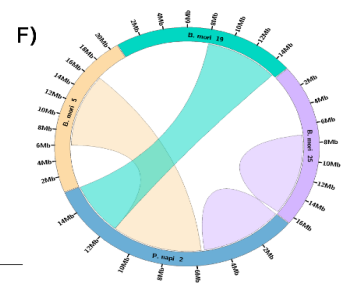 F)
B. mori 19
2Mb
4Mb
6Mb
8Mb
10Mb
12Mb
14Mb
B. mori 25
2Mb
4Mb
6Mb
8Mb
10Mb
12Mb
14Mb
16Mb
P. napi 2
2Mb
4Mb
6Mb
8Mb
10Mb
12Mb
14Mb
B. mori 5
2Mb
4Mb
6Mb
8Mb
10Mb
12Mb
14Mb
16Mb
18Mb
20Mb